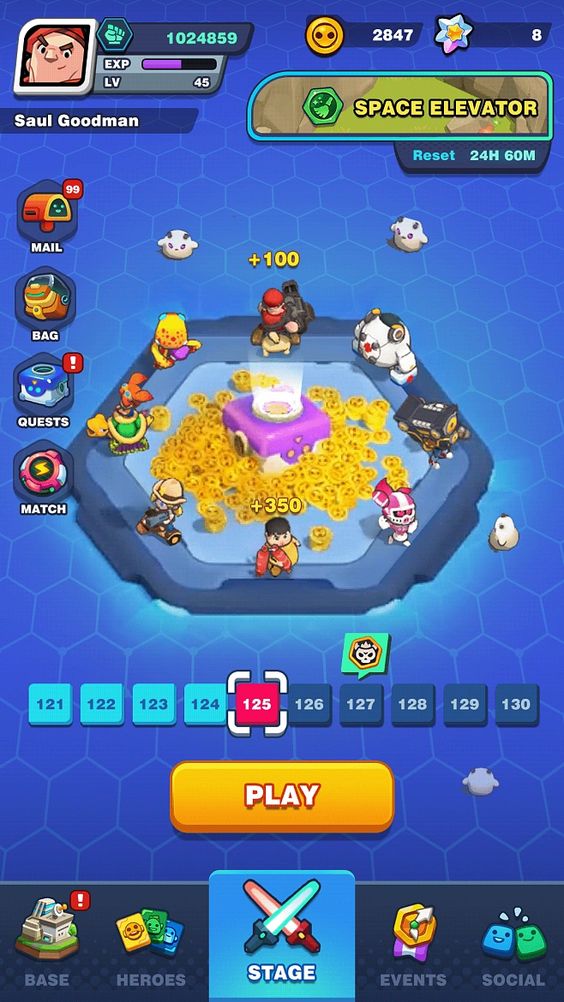 1024859
2847
8
EXP
LV 45
SPACE ELEVATOR
Saul Goodman
Reset 24H 60M
99
MAIL
+100
BAG
!
QUESTS
MATCH
+350
121 122 123 124 125 126 127 128 129 130
PLAY
!
BASE
HEROES
STAGE
EVENTS
SOCIAL